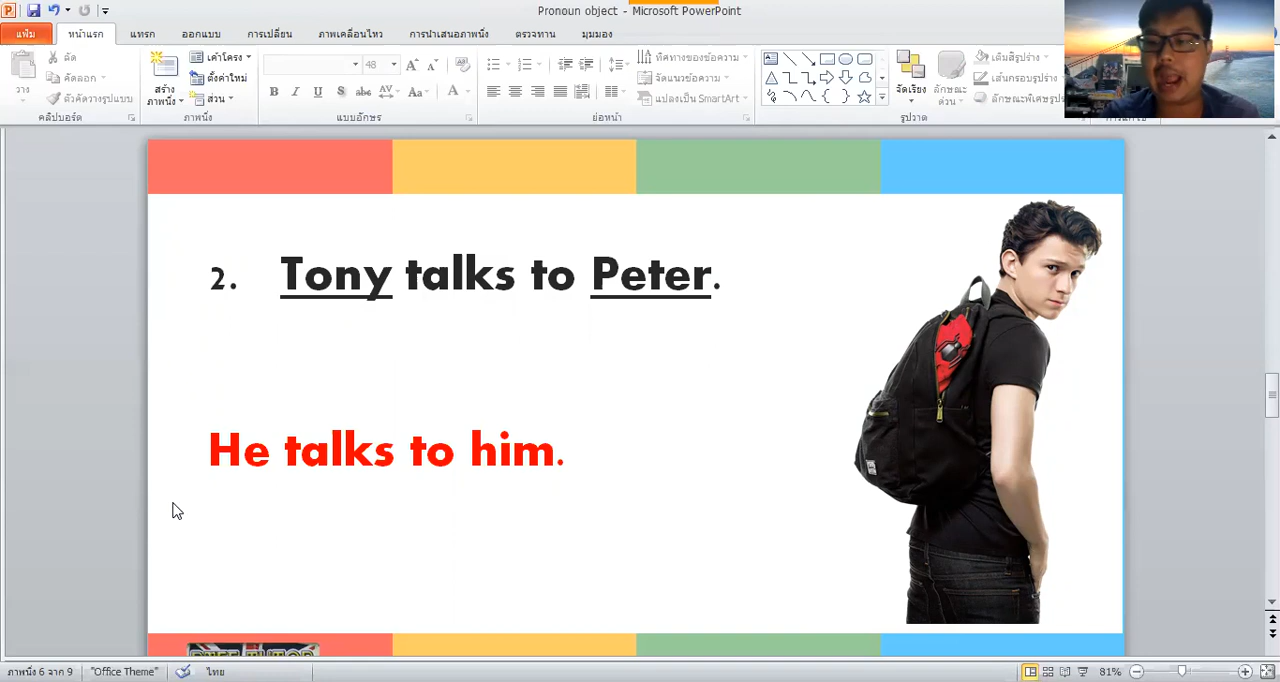 Pronoun object - Microsoft PowerPoint
แฟ้ม หน้าแรก แทรก ออกแบบ การเปลี่ยน ภาพเคลื่อนไหว การนำเสนอภาพนิ่ง ตรวจทาน มุมมอง
วาง
ตัด
คัดลอก
ตัวคัดวางรูปแบบ
คลิปบอร์ด
สร้าง
ภาพนิ่ง
เค้าโครง
ตั้งค่าใหม่
ส่วน
ภาพนิ่ง
48
แบบอักษร
ทิศทางของข้อความ
จัดแนวข้อความ
แปลงเป็น SmartArt
ย่อหน้า
จัดเรียง
ลักษณะ
ด่วน
เติมสีรูปร่าง
เส้นกรอบรูปร่าง
ลักษณะพิเศษรูป
รูปวาด
2. Tony talks to Peter.
He talks to him.
ภาพนิ่ง 6 จาก 9 "Office Theme" ไทย 81%